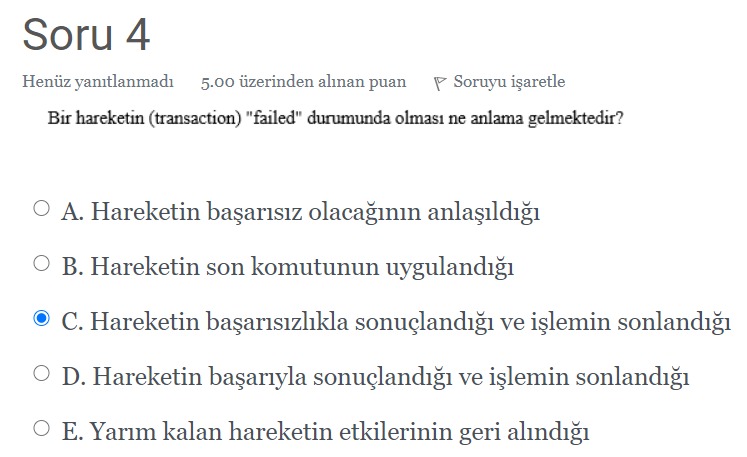 Soru 4
Henüz yanıtlanmadı 5.00 üzerinden alınan puan Soruyu işaretle
Bir hareketin (transaction) "failed" durumunda olması ne anlama gelmektedir?
A. Hareketin başarısız olacağının anlaşıldığı
B. Hareketin son komutunun uygulandığı
C. Hareketin başarısızlıkla sonuçlandığı ve işlemin sonlandığı
D. Hareketin başarıyla sonuçlandığı ve işlemin sonlandığı
E. Yarım kalan hareketin etkilerinin geri alındığı